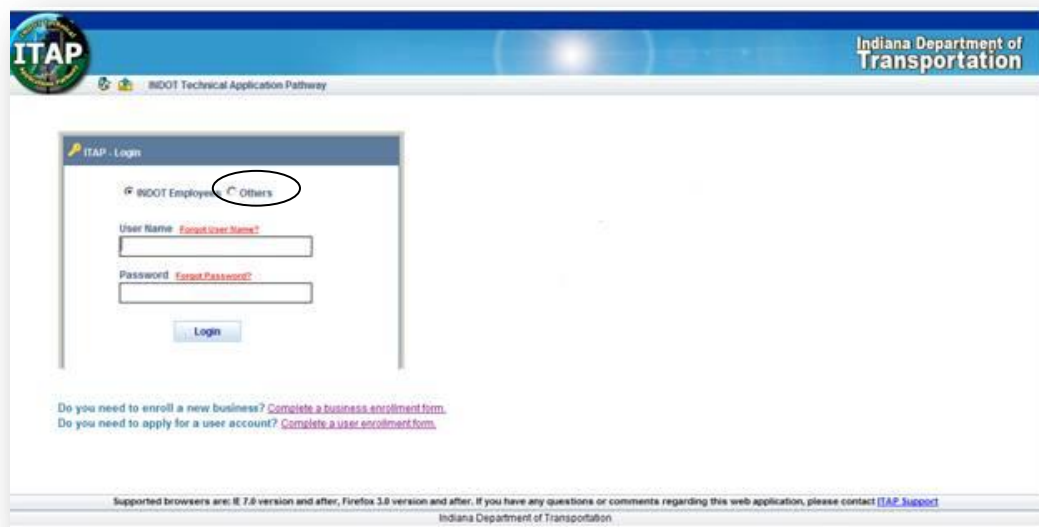 ITAP
Indiana Department of
Transportation
INDOT Technical Application Pathway
ITAP - Login
INDOT Employees Others
User Name Forgot User Name?
Password Forgot Password?
Login
Do you need to enroll a new business? Complete a business enrollment form.
Do you need to apply for a user account? Complete a user enrollment form.
Supported browsers are: IE 7.0 version and after, Firefox 3.0 version and after. If you have any questions or comments regarding this web application, please contact ITAP Support
Indiana Department of Transportation